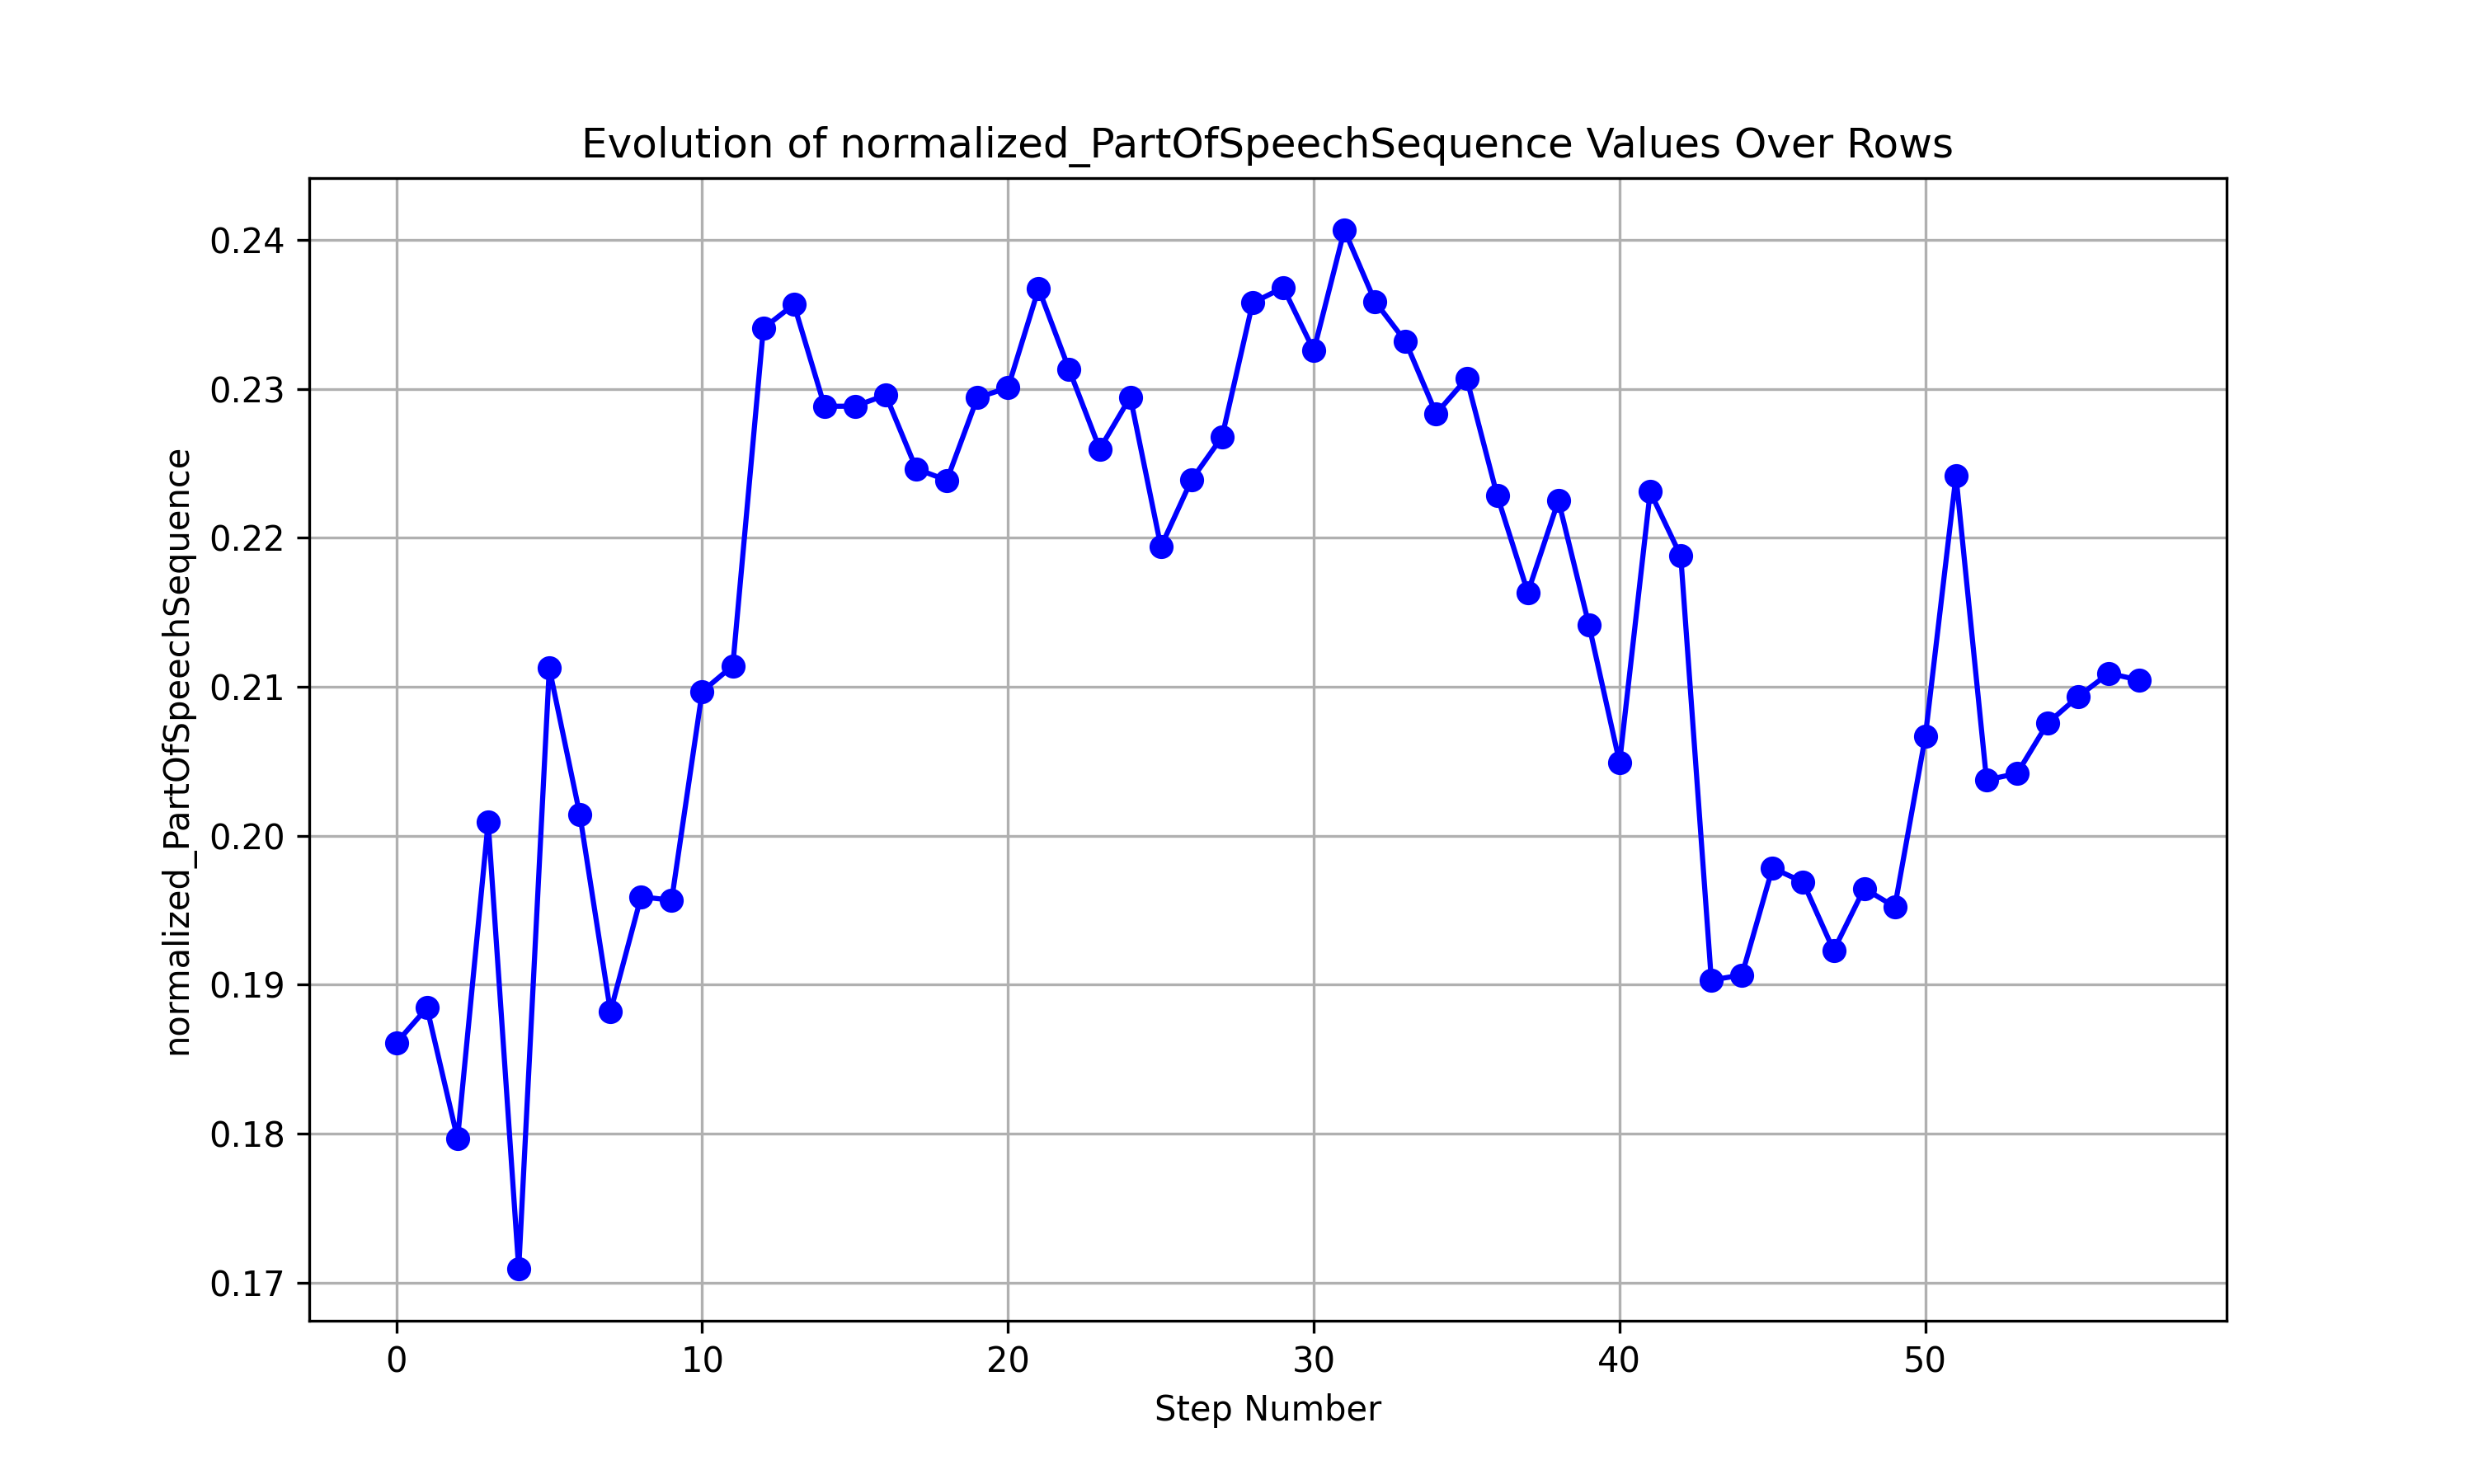 Evolution of normalized_PartOfSpeechSequence Values Over Rows
normalized_PartOfSpeechSequence
0.24
0.23
0.22
0.21
0.20
0.19
0.18
0.17
0 10 20 30 40 50
Step Number